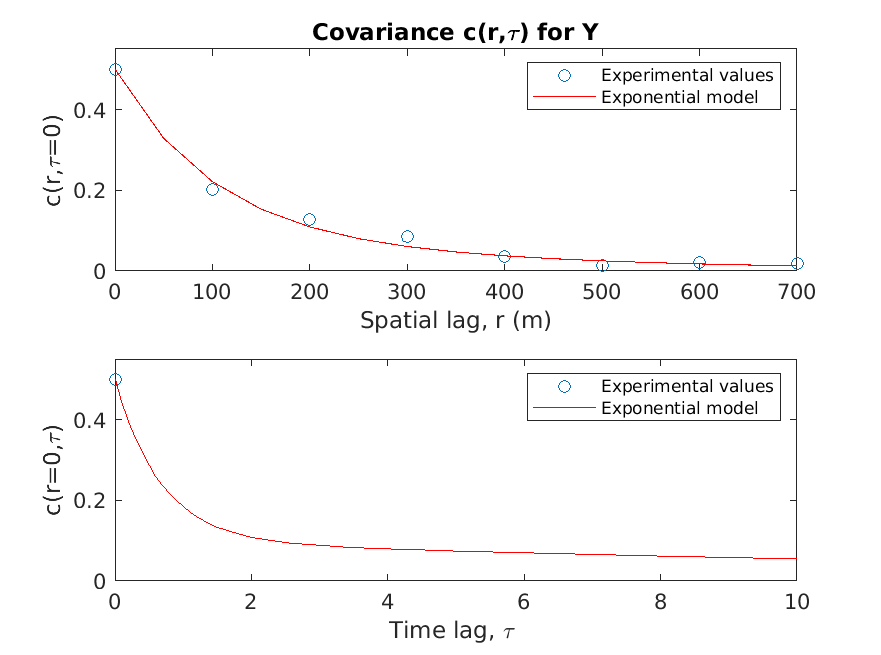 Covariance c(r,τ) for Y
c(r,τ=0)
0.4
0.2
0
Experimental values
Exponential model
0 100 200 300 400 500 600 700
Spatial lag, r (m)
c(r=0,τ)
0.4
0.2
0
Experimental values
Exponential model
0 2 4 6 8 10
Time lag, τ